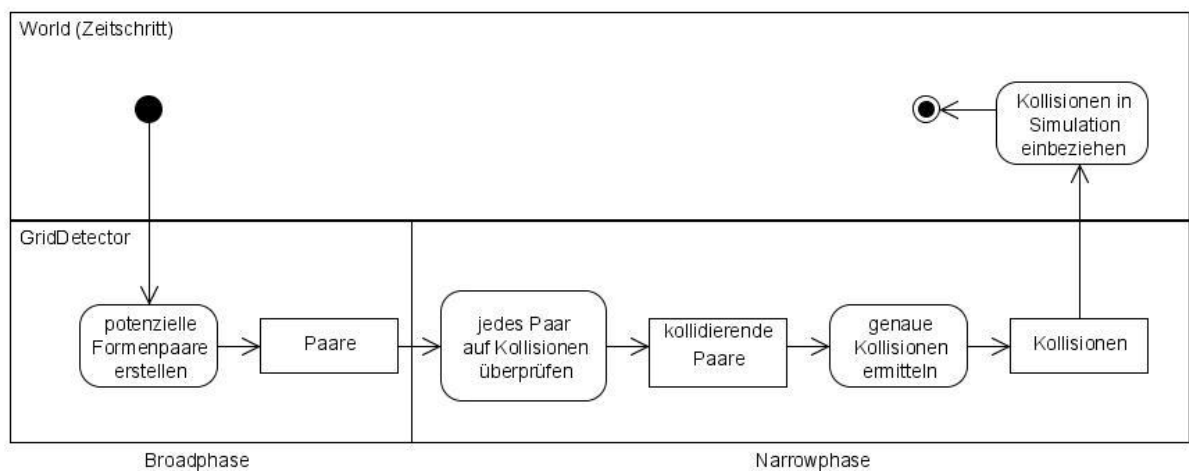 World (Zeitschritt)
Kollisionen in
Simulation
einbeziehen
GridDetector
potenzielle
Formenpaare
erstellen
Paare
jedes Paar
auf Kollisionen
überprüfen
kollidierende
Paare
genaue
Kollisionen
ermitteln
Kollisionen
Broadphase
Narrowphase